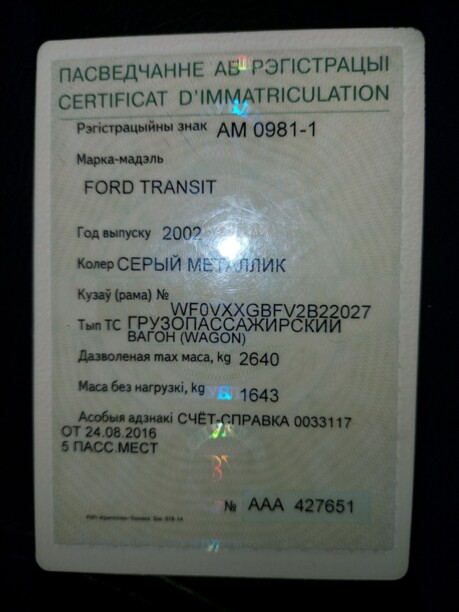 ПАСВЕДЧАННЕ АБ РЭГІСТРАЦЫІ
CERTIFICAT D'IMMATRICULATION
Рэгістрацыйны знак AM 0981-1
Марка-мадэль
FORD TRANSIT
Год выпуску 2002
Колер СЕРЫЙ МЕТАЛЛИК
Кузаў (рама) № WF0VXXGBFV2B22027
Тып ТС ГРУЗОПАССАЖИРСКИЙ
ВАГОН (WAGON)
Дазволеная max маса, kg 2640
Маса без нагрузкі, kg 1643
Асобыя адзнакі СЧЁТ-СПРАВКА 0033117
ОТ 24.08.2016
5 ПАСС.МЕСТ
№ AAA 427651